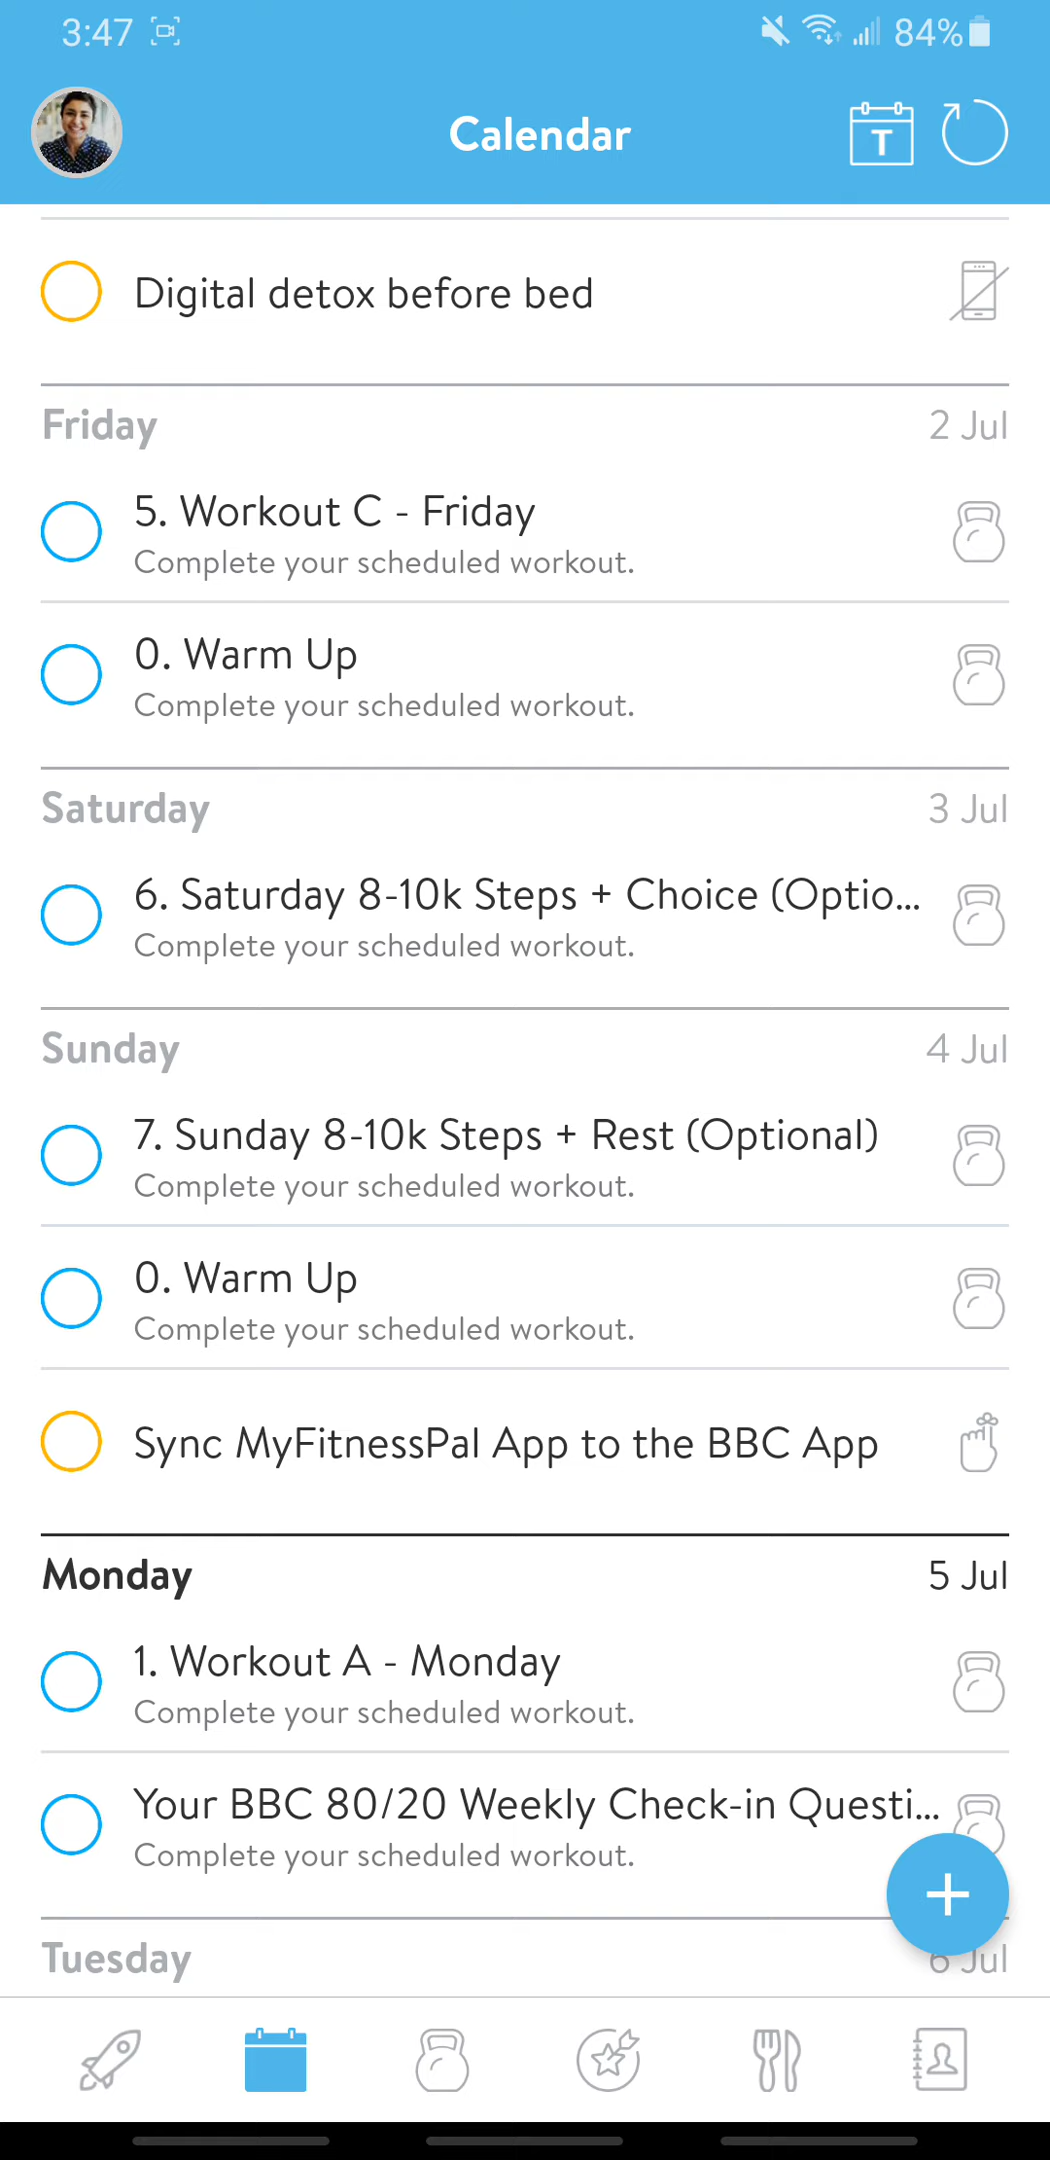 3:47
84%
Calendar
T
Digital detox before bed
Friday 2 Jul
5. Workout C - Friday
Complete your scheduled workout.
0. Warm Up
Complete your scheduled workout.
Saturday 3 Jul
6. Saturday 8-10k Steps + Choice (Optio...
Complete your scheduled workout.
Sunday 4 Jul
7. Sunday 8-10k Steps + Rest (Optional)
Complete your scheduled workout.
0. Warm Up
Complete your scheduled workout.
Sync MyFitnessPal App to the BBC App
Monday 5 Jul
1. Workout A - Monday
Complete your scheduled workout.
Your BBC 80/20 Weekly Check-in Questi...
Complete your scheduled workout.
Tuesday 6 Jul